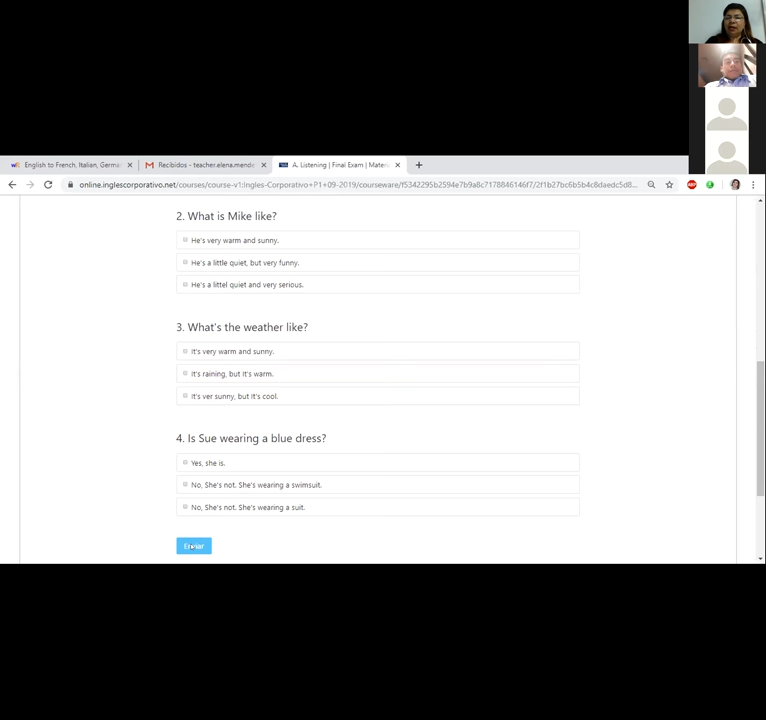 English to French, Italian, Germa
Recibidos - teacher.elena.mende
A. Listening | Final Exam | Mater
online.inglescorporativo.net/courses/course-v1:Ingles-Corporativo+P1+09-2019/courseware/f5342295b2594e7b9a8c7178846146f7/2f1b27bc6b5b4c8daedc5d8...
2. What is Mike like?
He's very warm and sunny.
He's a little quiet, but very funny.
He's a littel quiet and very serious.
3. What's the weather like?
It's very warm and sunny.
It's raining, but It's warm.
It's ver sunny, but It's cool.
4. Is Sue wearing a blue dress?
Yes, she is.
No, She's not. She's wearing a swimsuit.
No, She's not. She's wearing a suit.
Enviar